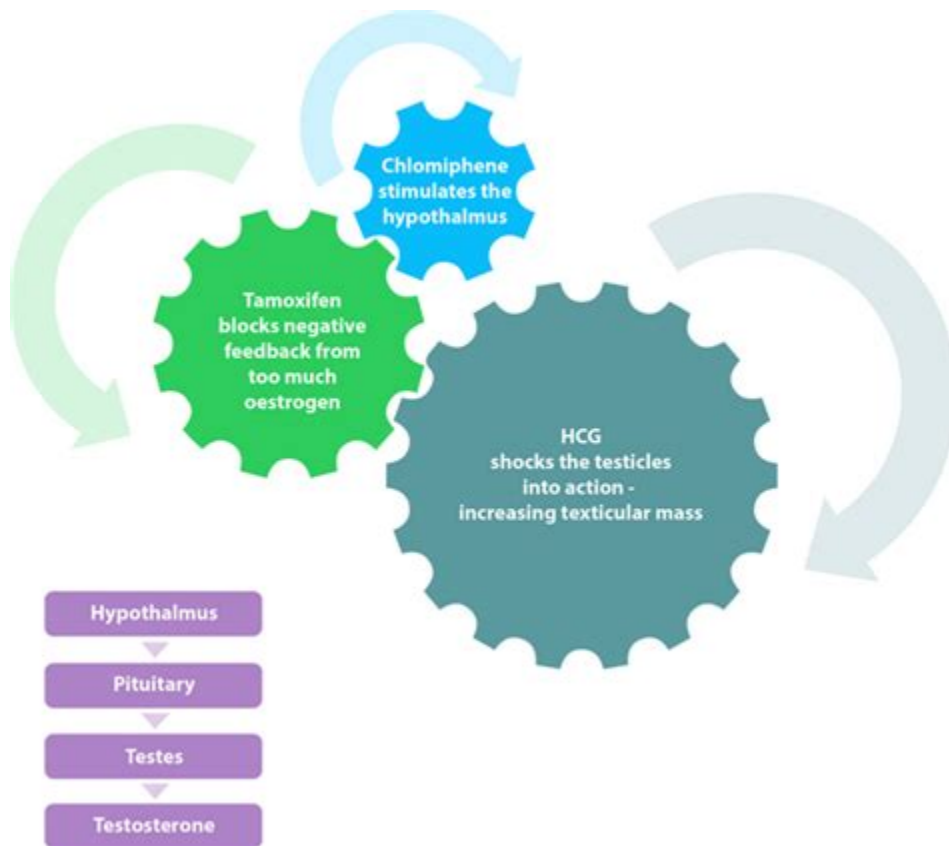 Chlomiphene
stimulates the
hypothalmus
Tamoxifen
blocks negative
feedback from
too much
oestrogen
HCG
shocks the testicles
into action -
increasing texticular mass
Hypothalmus
Pituitary
Testes
Testosterone